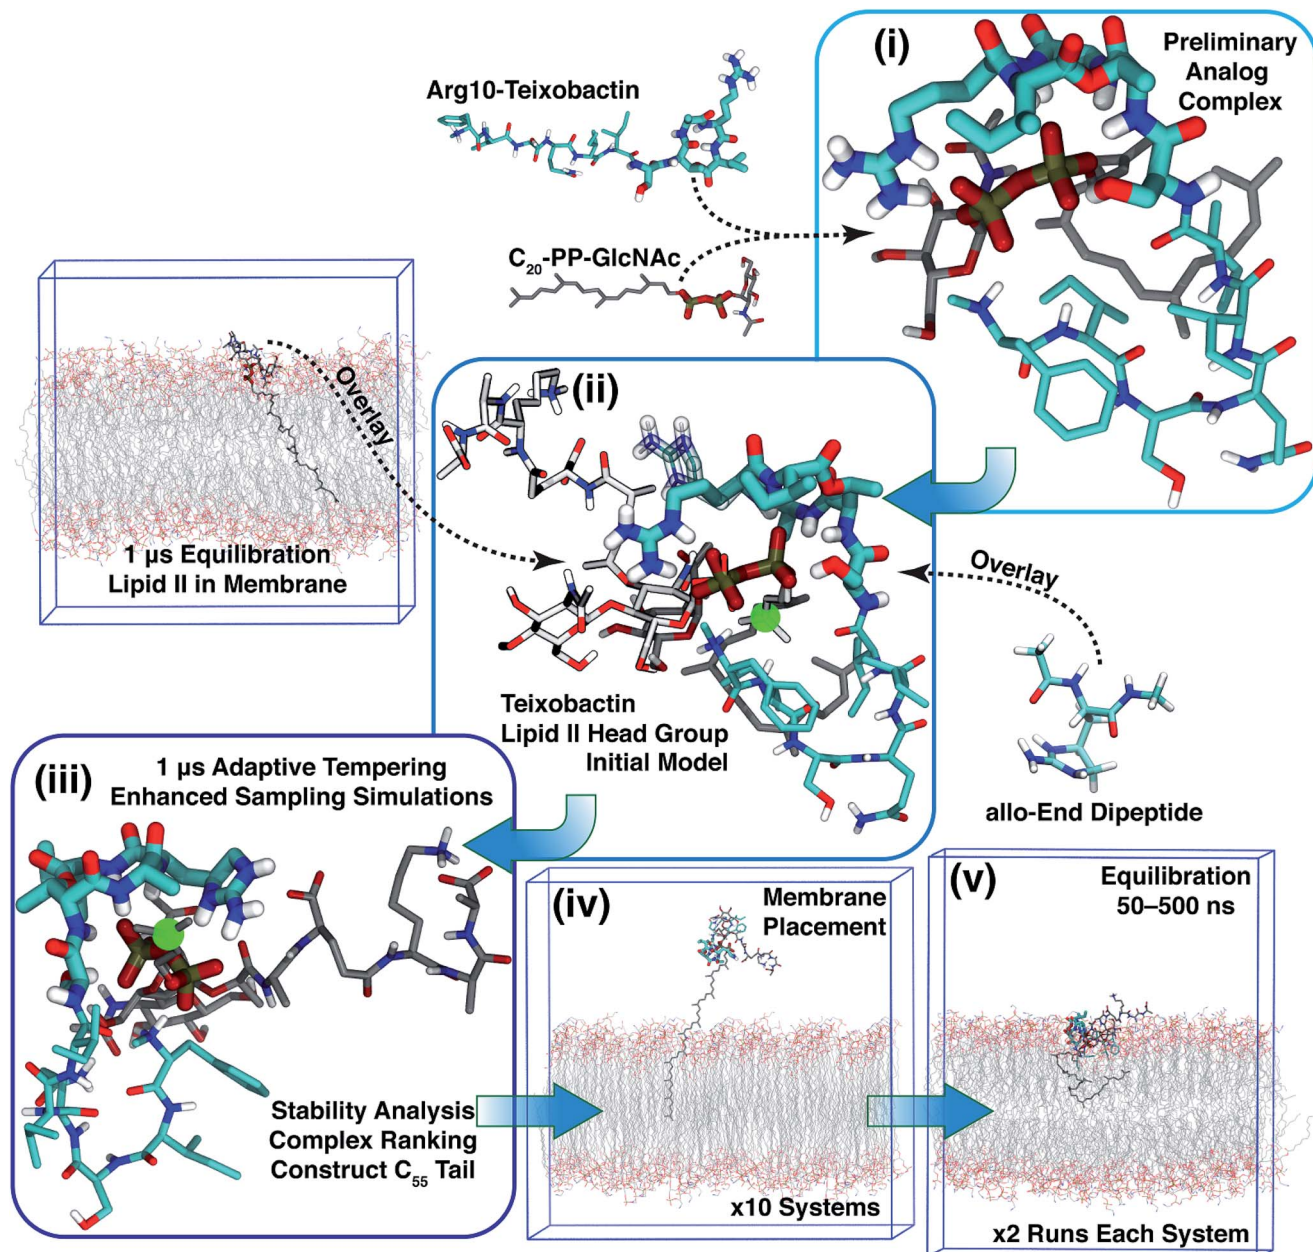 (i)
Preliminary
Analog
Complex
Arg10-Teixobactin
C₂₀-PP-GlcNAc
Overlay
1 µs Equilibration
Lipid II in Membrane
(ii)
Teixobactin
Lipid II Head Group
Initial Model
Overlay
allo-End Dipeptide
(iii)
1 µs Adaptive Tempering
Enhanced Sampling Simulations
Stability Analysis
Complex Ranking
Construct C₅₅ Tail
(iv)
Membrane
Placement
x10 Systems
(v)
Equilibration
50–500 ns
x2 Runs Each System